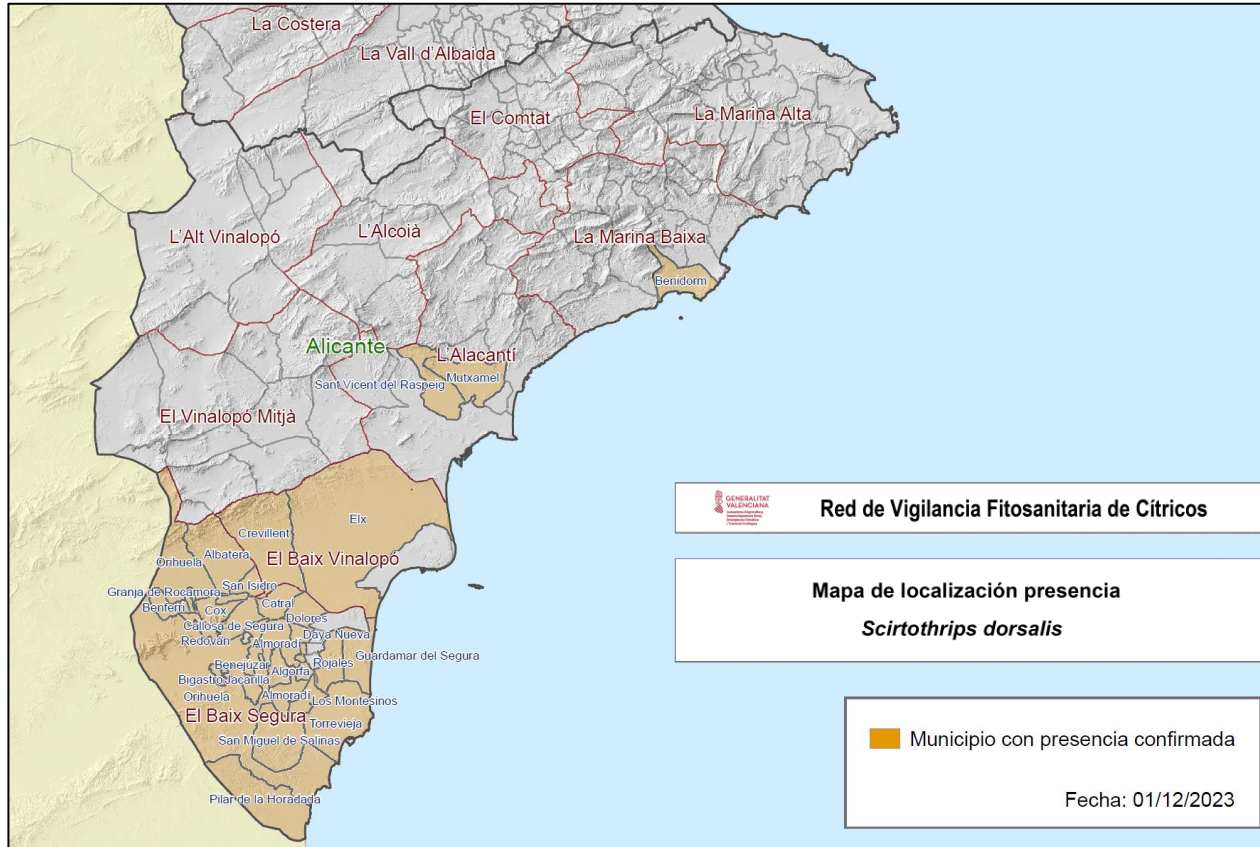 La Costera
La Vall d'Albaida
El Comtat
La Marina Alta
L'Alt Vinalopó
L'Alcoià
La Marina Baixa
Benidorm
Alicante
L'Alacantí
Mutxamel
Sant Vicent del Raspeig
El Vinalopó Mitjà
Elx
Crevillent
Albatera
El Baix Vinalopó
Orihuela
San Isidro
Granja de Rocamora
Catral
Benferri
Cox
Dolores
Callosa de Segura
Daya Nueva
Redován
Almoradí
Guardamar del Segura
Benejúzar
Rojales
Algorfa
Bigastro
Jacarilla
Orihuela
Almoradí
Los Montesinos
El Baix Segura
Torrevieja
San Miguel de Salinas
Pilar de la Horadada
GENERALITAT
VALENCIANA
Red de Vigilancia Fitosanitaria de Cítricos
Mapa de localización presencia
Scirtothrips dorsalis
Municipio con presencia confirmada
Fecha: 01/12/2023